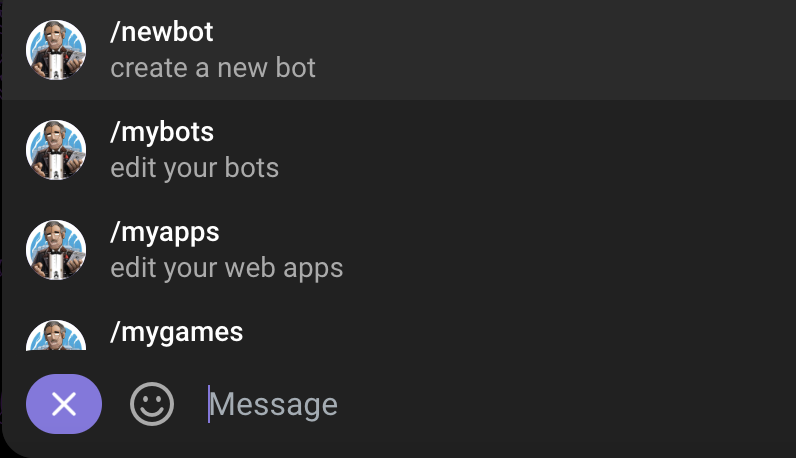 /newbot
create a new bot
/mybots
edit your bots
/myapps
edit your web apps
/mygames
Message